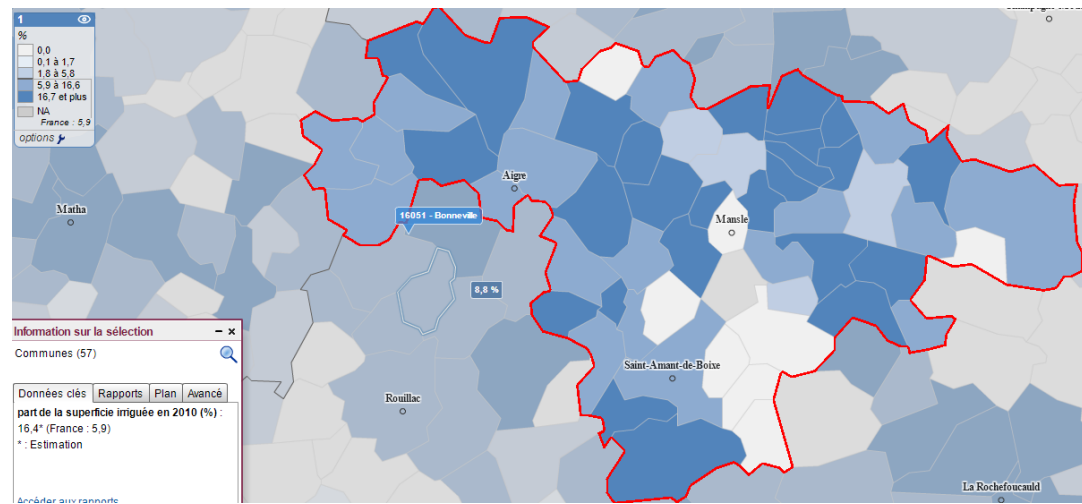 1
%
0,0
0,1 à 1,7
1,8 à 5,8
5,9 à 16,6
16,7 et plus
NA
France : 5,9
options
Matha
Aigre
16051 - Bonneville
Mansle
8,8 %
Saint-Amant-de-Boixe
Rouillac
La Rochefoucauld
Information sur la sélection
Communes (57)
Données clés Rapports Plan Avancé
part de la superficie irriguée en 2010 (%) :
16,4* (France : 5,9)
* : Estimation
Accéder aux rapports